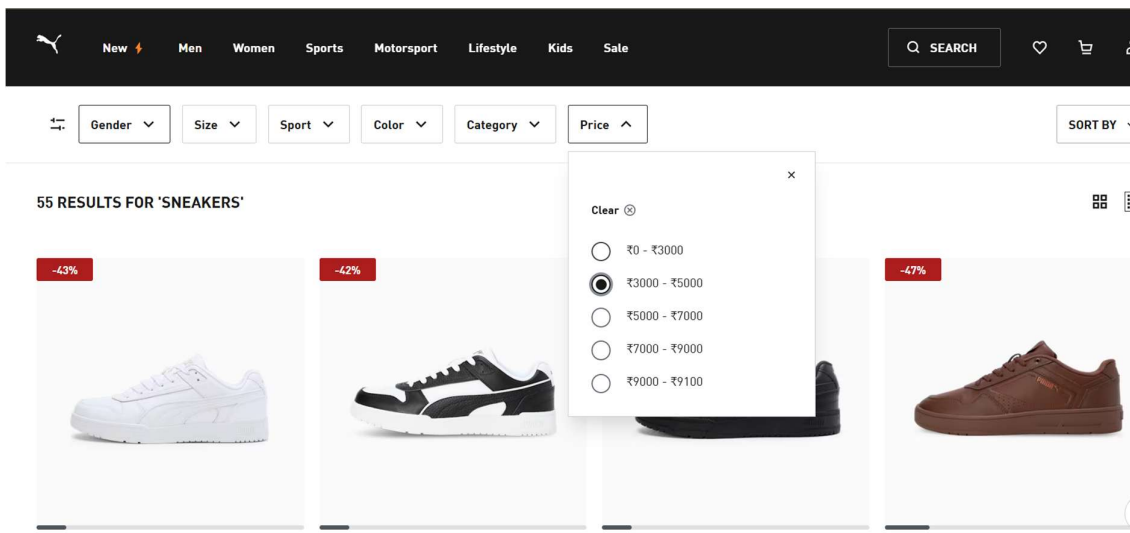 New Men Women Sports Motorsport Lifestyle Kids Sale SEARCH
Gender Size Sport Color Category Price SORT BY
55 RESULTS FOR 'SNEAKERS'
Clear
₹0 - ₹3000
₹3000 - ₹5000
₹5000 - ₹7000
₹7000 - ₹9000
₹9000 - ₹9100
-43% -42% -47%